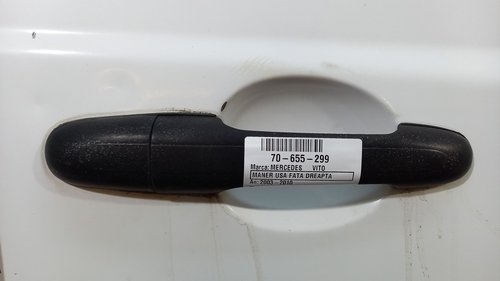 70-655-299
Marca: MERCEDES VITO
MANER USA FATA DREAPTA
An: 2003 - 2010